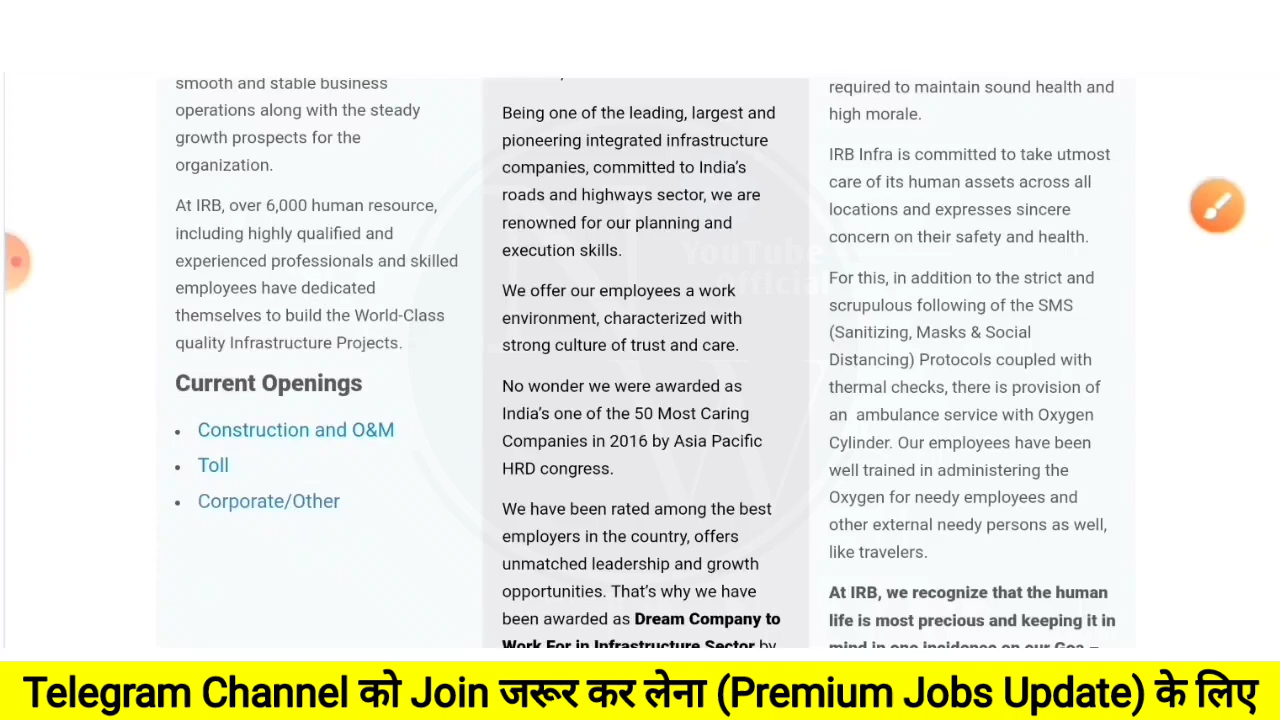 smooth and stable business
operations along with the steady
growth prospects for the
organization.
At IRB, over 6,000 human resource,
including highly qualified and
experienced professionals and skilled
employees have dedicated
themselves to build the World-Class
quality Infrastructure Projects.
Current Openings
• Construction and O&M
• Toll
• Corporate/Other
Being one of the leading, largest and
pioneering integrated infrastructure
companies, committed to India’s
roads and highways sector, we are
renowned for our planning and
execution skills.
We offer our employees a work
environment, characterized with
strong culture of trust and care.
No wonder we were awarded as
India’s one of the 50 Most Caring
Companies in 2016 by Asia Pacific
HRD congress.
We have been rated among the best
employers in the country, offers
unmatched leadership and growth
opportunities. That’s why we have
been awarded as Dream Company to
Work For in Infrastructure Sector by
required to maintain sound health and
high morale.
IRB Infra is committed to take utmost
care of its human assets across all
locations and expresses sincere
concern on their safety and health.
For this, in addition to the strict and
scrupulous following of the SMS
(Sanitizing, Masks & Social
Distancing) Protocols coupled with
thermal checks, there is provision of
an ambulance service with Oxygen
Cylinder. Our employees have been
well trained in administering the
Oxygen for needy employees and
other external needy persons as well,
like travelers.
At IRB, we recognize that the human
life is most precious and keeping it in
mind in one incidence on our Goa –
YouTube
Official
Telegram Channel को Join जरूर कर लेना (Premium Jobs Update) के लिए